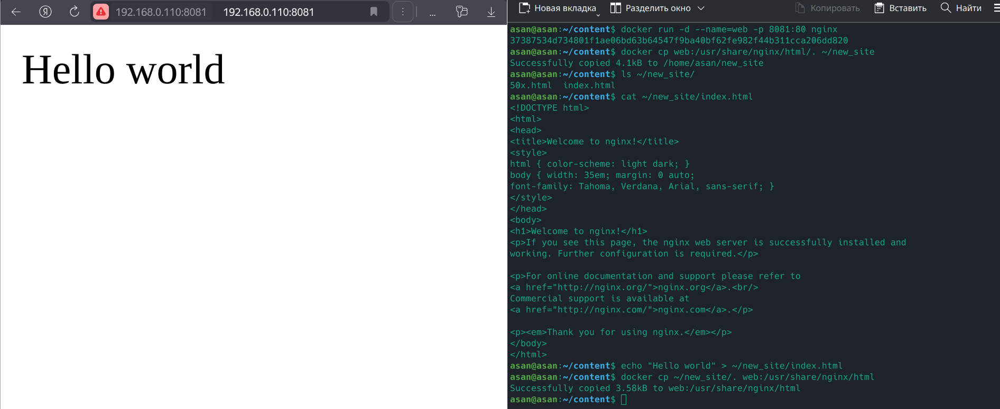 192.168.0.110:8081 192.168.0.110:8081
Hello world
Новая вкладка Разделить окно Копировать Вставить Найти
asan@asan:~/content$ docker run -d --name=web -p 8081:80 nginx
37387534d734801f1ae06bd63b64547f9ba40bf62fe982f44b311cca206dd820
asan@asan:~/content$ docker cp web:/usr/share/nginx/html/. ~/new_site
Successfully copied 4.1kB to /home/asan/new_site
asan@asan:~/content$ ls ~/new_site/
50x.html  index.html
asan@asan:~/content$ cat ~/new_site/index.html
<!DOCTYPE html>
<html>
<head>
<title>Welcome to nginx!</title>
<style>
html { color-scheme: light dark; }
body { width: 35em; margin: 0 auto;
font-family: Tahoma, Verdana, Arial, sans-serif; }
</style>
</head>
<body>
<h1>Welcome to nginx!</h1>
<p>If you see this page, the nginx web server is successfully installed and
working. Further configuration is required.</p>
<p>For online documentation and support please refer to
<a href="http://nginx.org/">nginx.org</a>.<br/>
Commercial support is available at
<a href="http://nginx.com/">nginx.com</a>.</p>
<p><em>Thank you for using nginx.</em></p>
</body>
</html>
asan@asan:~/content$ echo "Hello world" > ~/new_site/index.html
asan@asan:~/content$ docker cp ~/new_site/. web:/usr/share/nginx/html
Successfully copied 3.58kB to web:/usr/share/nginx/html
asan@asan:~/content$